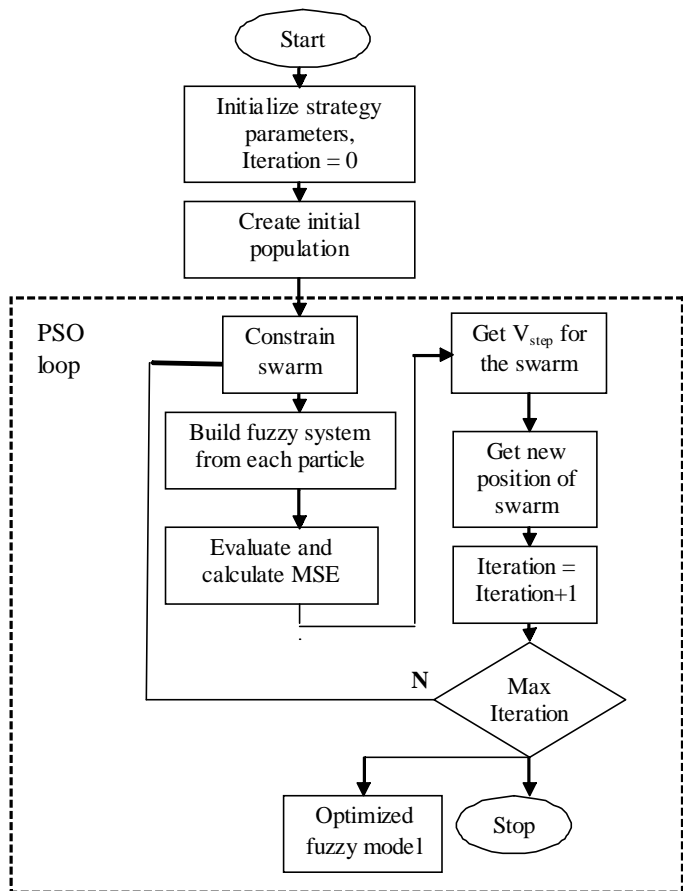 Start
Initialize strategy
parameters,
Iteration = 0
Create initial
population
PSO
loop
Constrain
swarm
Build fuzzy system
from each particle
Evaluate and
calculate MSE
Get Vstep for
the swarm
Get new
position of
swarm
Iteration =
Iteration+1
N
Max
Iteration
Optimized
fuzzy model
Stop